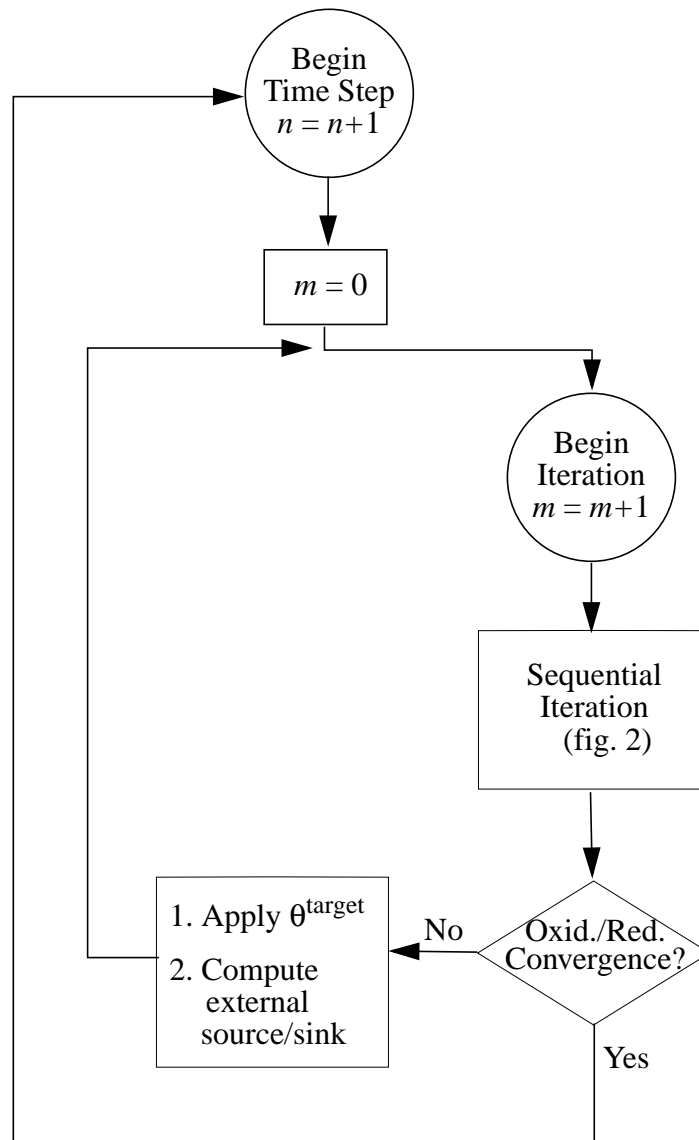 Begin
Time Step
n = n+1
m = 0
Begin
Iteration
m = m+1
Sequential
Iteration
(fig. 2)
Oxid./Red.
Convergence?
No
1. Apply θ^target
2. Compute
external
source/sink
Yes